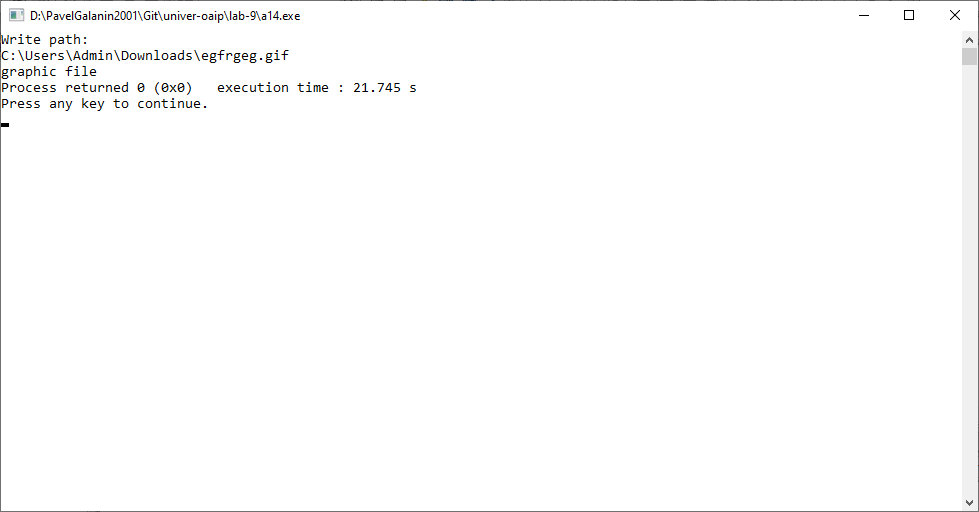 D:\PavelGalanin2001\Git\univer-oaip\lab-9\a14.exe
Write path:
C:\Users\Admin\Downloads\egfrgeg.gif
graphic file
Process returned 0 (0x0)   execution time : 21.745 s
Press any key to continue.